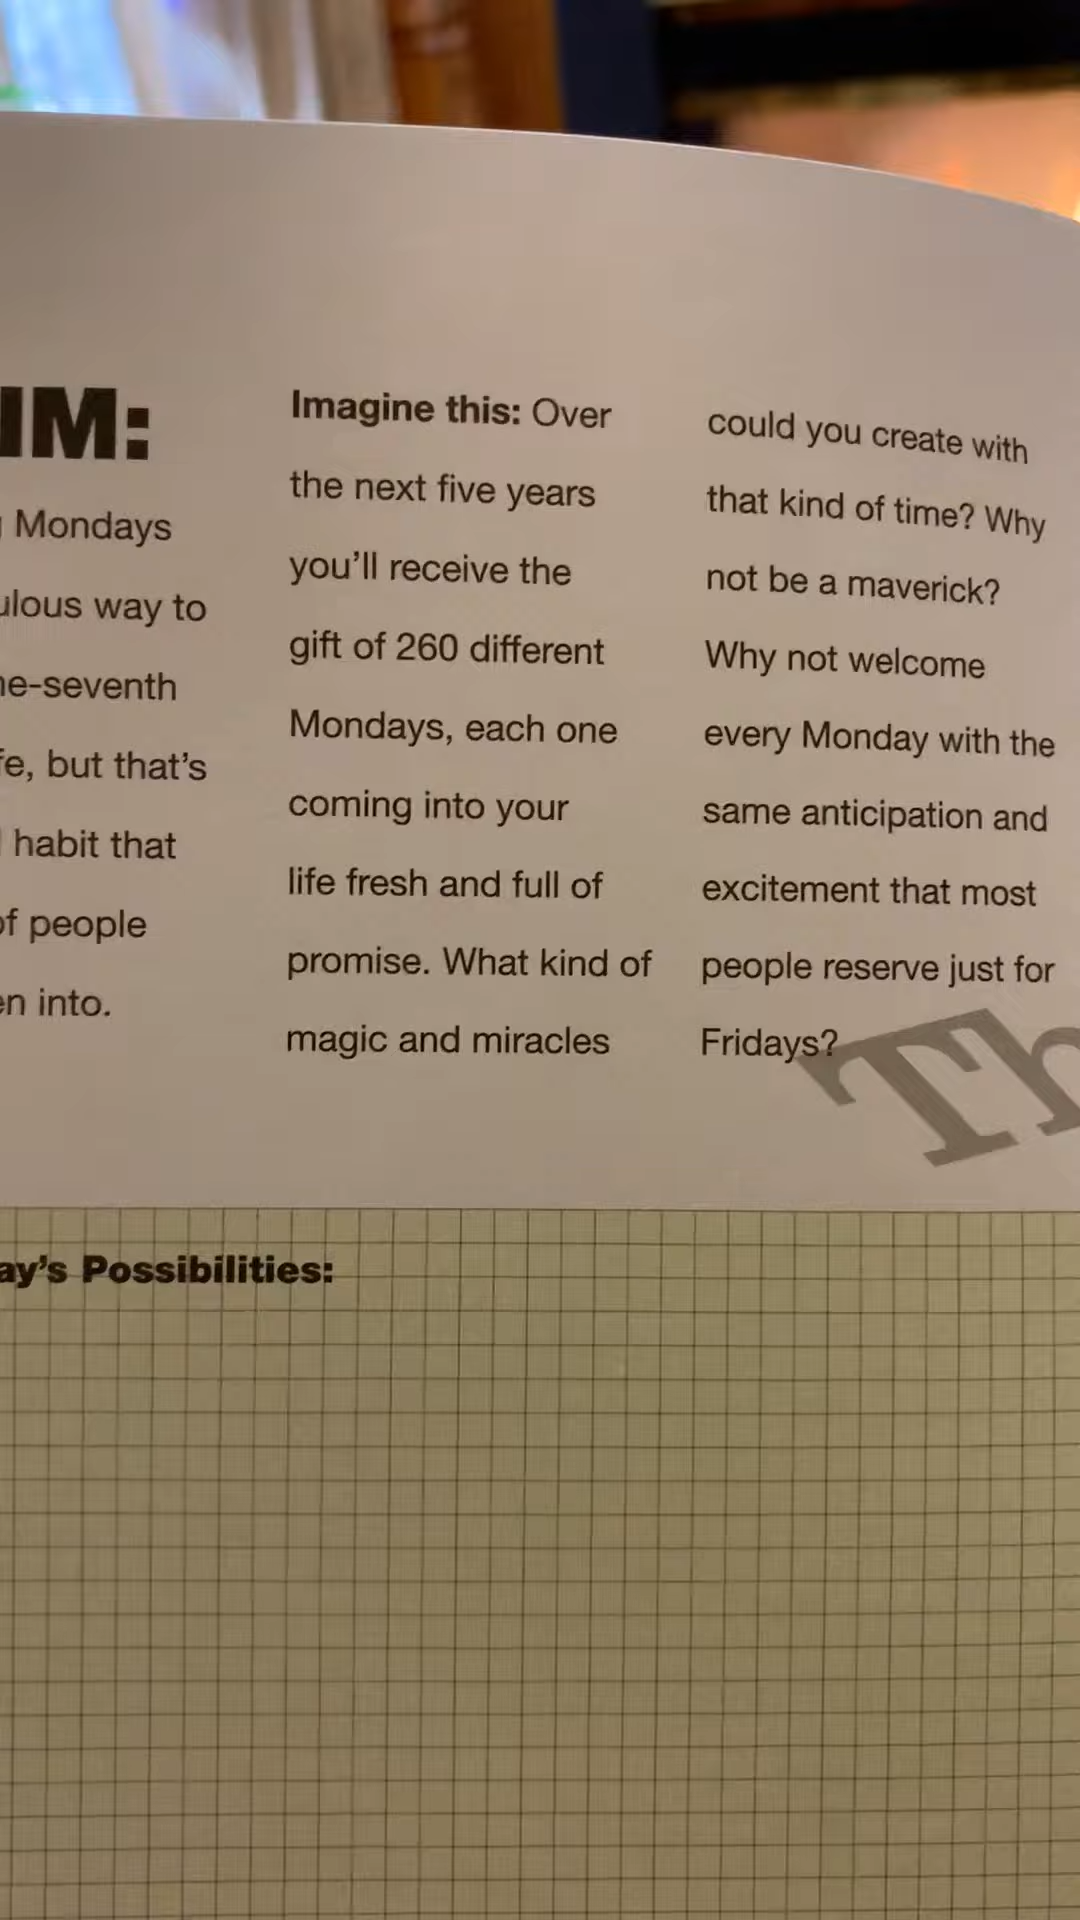 IM:
Mondays
ulous way to
ne-seventh
fe, but that's
habit that
of people
en into.
Imagine this: Over
the next five years
you'll receive the
gift of 260 different
Mondays, each one
coming into your
life fresh and full of
promise. What kind of
magic and miracles
could you create with
that kind of time? Why
not be a maverick?
Why not welcome
every Monday with the
same anticipation and
excitement that most
people reserve just for
Fridays?
Th
ay's Possibilities: